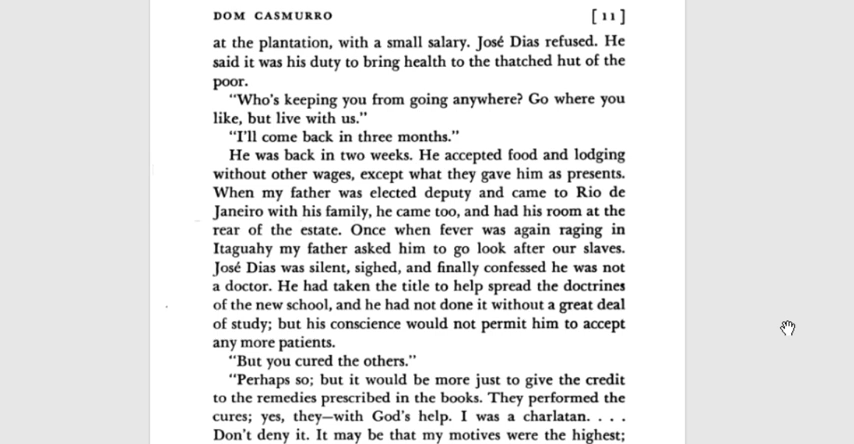 DOM CASMURRO [ 11 ]
at the plantation, with a small salary. José Dias refused. He
said it was his duty to bring health to the thatched hut of the
poor.
“Who’s keeping you from going anywhere? Go where you
like, but live with us.”
“I’ll come back in three months.”
He was back in two weeks. He accepted food and lodging
without other wages, except what they gave him as presents.
When my father was elected deputy and came to Rio de
Janeiro with his family, he came too, and had his room at the
rear of the estate. Once when fever was again raging in
Itaguahy my father asked him to go look after our slaves.
José Dias was silent, sighed, and finally confessed he was not
a doctor. He had taken the title to help spread the doctrines
of the new school, and he had not done it without a great deal
of study; but his conscience would not permit him to accept
any more patients.
“But you cured the others.”
“Perhaps so; but it would be more just to give the credit
to the remedies prescribed in the books. They performed the
cures; yes, they—with God’s help. I was a charlatan. . . .
Don’t deny it. It may be that my motives were the highest;